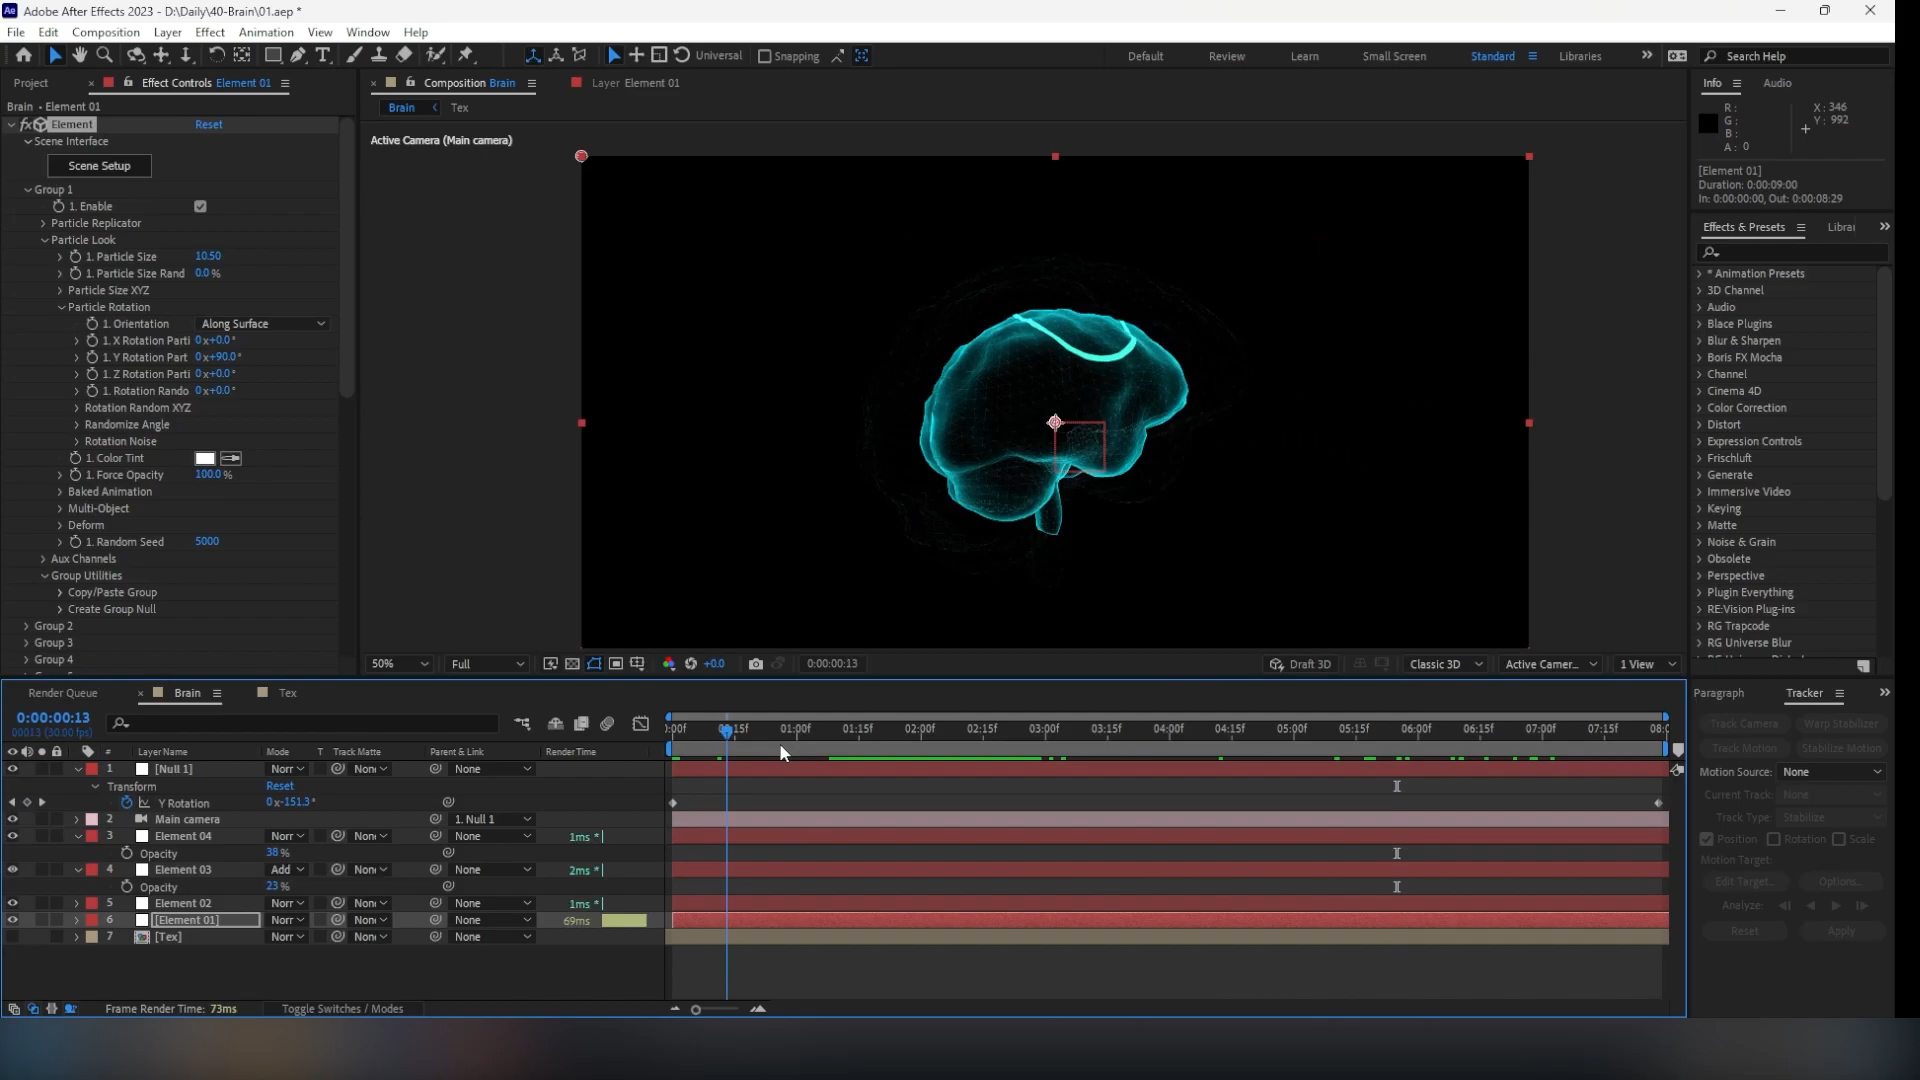 Adobe After Effects 2023 - D:\Daily\40-Brain\01.aep *
File Edit Composition Layer Effect Animation View Window Help
Universal Snapping Default Review Learn Small Screen Standard Libraries Search Help
Project Effect Controls Element 01 Composition Brain Layer Element 01 Info Audio
Brain • Element 01
Brain Tex
Active Camera (Main camera)
Element Reset
Scene Interface
Scene Setup
Group 1
1. Enable
Particle Replicator
Particle Look
1. Particle Size 10.50
1. Particle Size Rand 0.0 %
Particle Size XYZ
Particle Rotation
1. Orientation Along Surface
1. X Rotation Parti 0x+0.0°
1. Y Rotation Part 0x+90.0°
1. Z Rotation Parti 0x+0.0°
1. Rotation Rando 0x+0.0°
Rotation Random XYZ
Randomize Angle
Rotation Noise
1. Color Tint
1. Force Opacity 100.0 %
Baked Animation
Multi-Object
Deform
1. Random Seed 5000
Aux Channels
Group Utilities
Copy/Paste Group
Create Group Null
Group 2
Group 3
Group 4
50% Full +0.0 0:00:00:13 Draft 3D Classic 3D Active Camer... 1 View
R: X: 346
G: Y: 992
B:
A: 0
[Element 01]
Duration: 0:00:09:00
In: 0:00:00:00, Out: 0:00:08:29
Effects & Presets Librai
* Animation Presets
3D Channel
Audio
Blace Plugins
Blur & Sharpen
Boris FX Mocha
Channel
Cinema 4D
Color Correction
Distort
Expression Controls
Frischluft
Generate
Immersive Video
Keying
Matte
Noise & Grain
Obsolete
Perspective
Plugin Everything
RE:Vision Plug-ins
RG Trapcode
RG Universe Blur
Render Queue Brain Tex
0:00:00:13
00013 (30.00 fps)
:00f 00:15f 01:00f 01:15f 02:00f 02:15f 03:00f 03:15f 04:00f 04:15f 05:00f 05:15f 06:00f 06:15f 07:00f 07:15f 08:0
# Layer Name Mode T Track Matte Parent & Link Render Time
1 [Null 1] Norr None None
Transform Reset
Y Rotation 0x-151.3°
2 Main camera 1. Null 1
3 Element 04 Norr None None 1ms *
Opacity 38 %
4 Element 03 Add None None 2ms *
Opacity 23 %
5 Element 02 Norr None None 1ms *
6 [Element 01] Norr None None 69ms
7 [Tex] Norr None None
Frame Render Time: 73ms Toggle Switches / Modes
Paragraph Tracker
Track Camera Warp Stabilizer
Track Motion Stabilize Motion
Motion Source: None
Current Track: None
Track Type: Stabilize
Position Rotation Scale
Motion Target:
Edit Target... Options...
Analyze:
Reset Apply